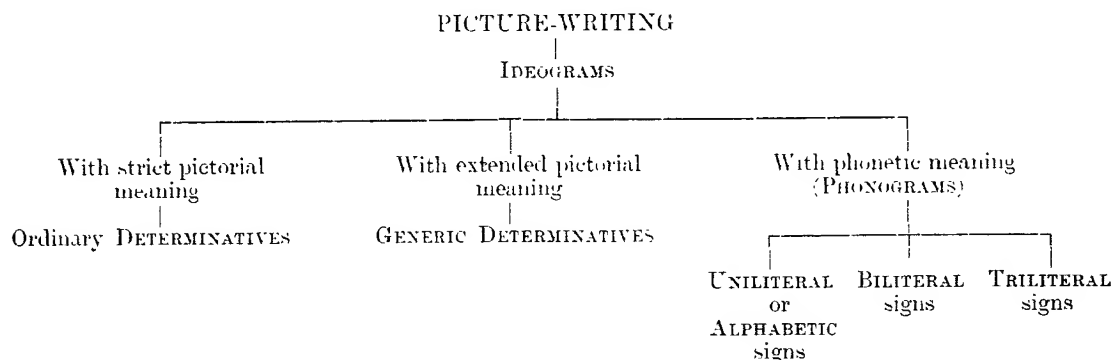 PICTURE-WRITING
IDEOGRAMS
With strict pictorial meaning
With extended pictorial meaning
With phonetic meaning (PHONOGRAMS)
Ordinary DETERMINATIVES
GENERIC DETERMINATIVES
UNILITERAL or ALPHABETIC signs
BILITERAL signs
TRILITERAL signs